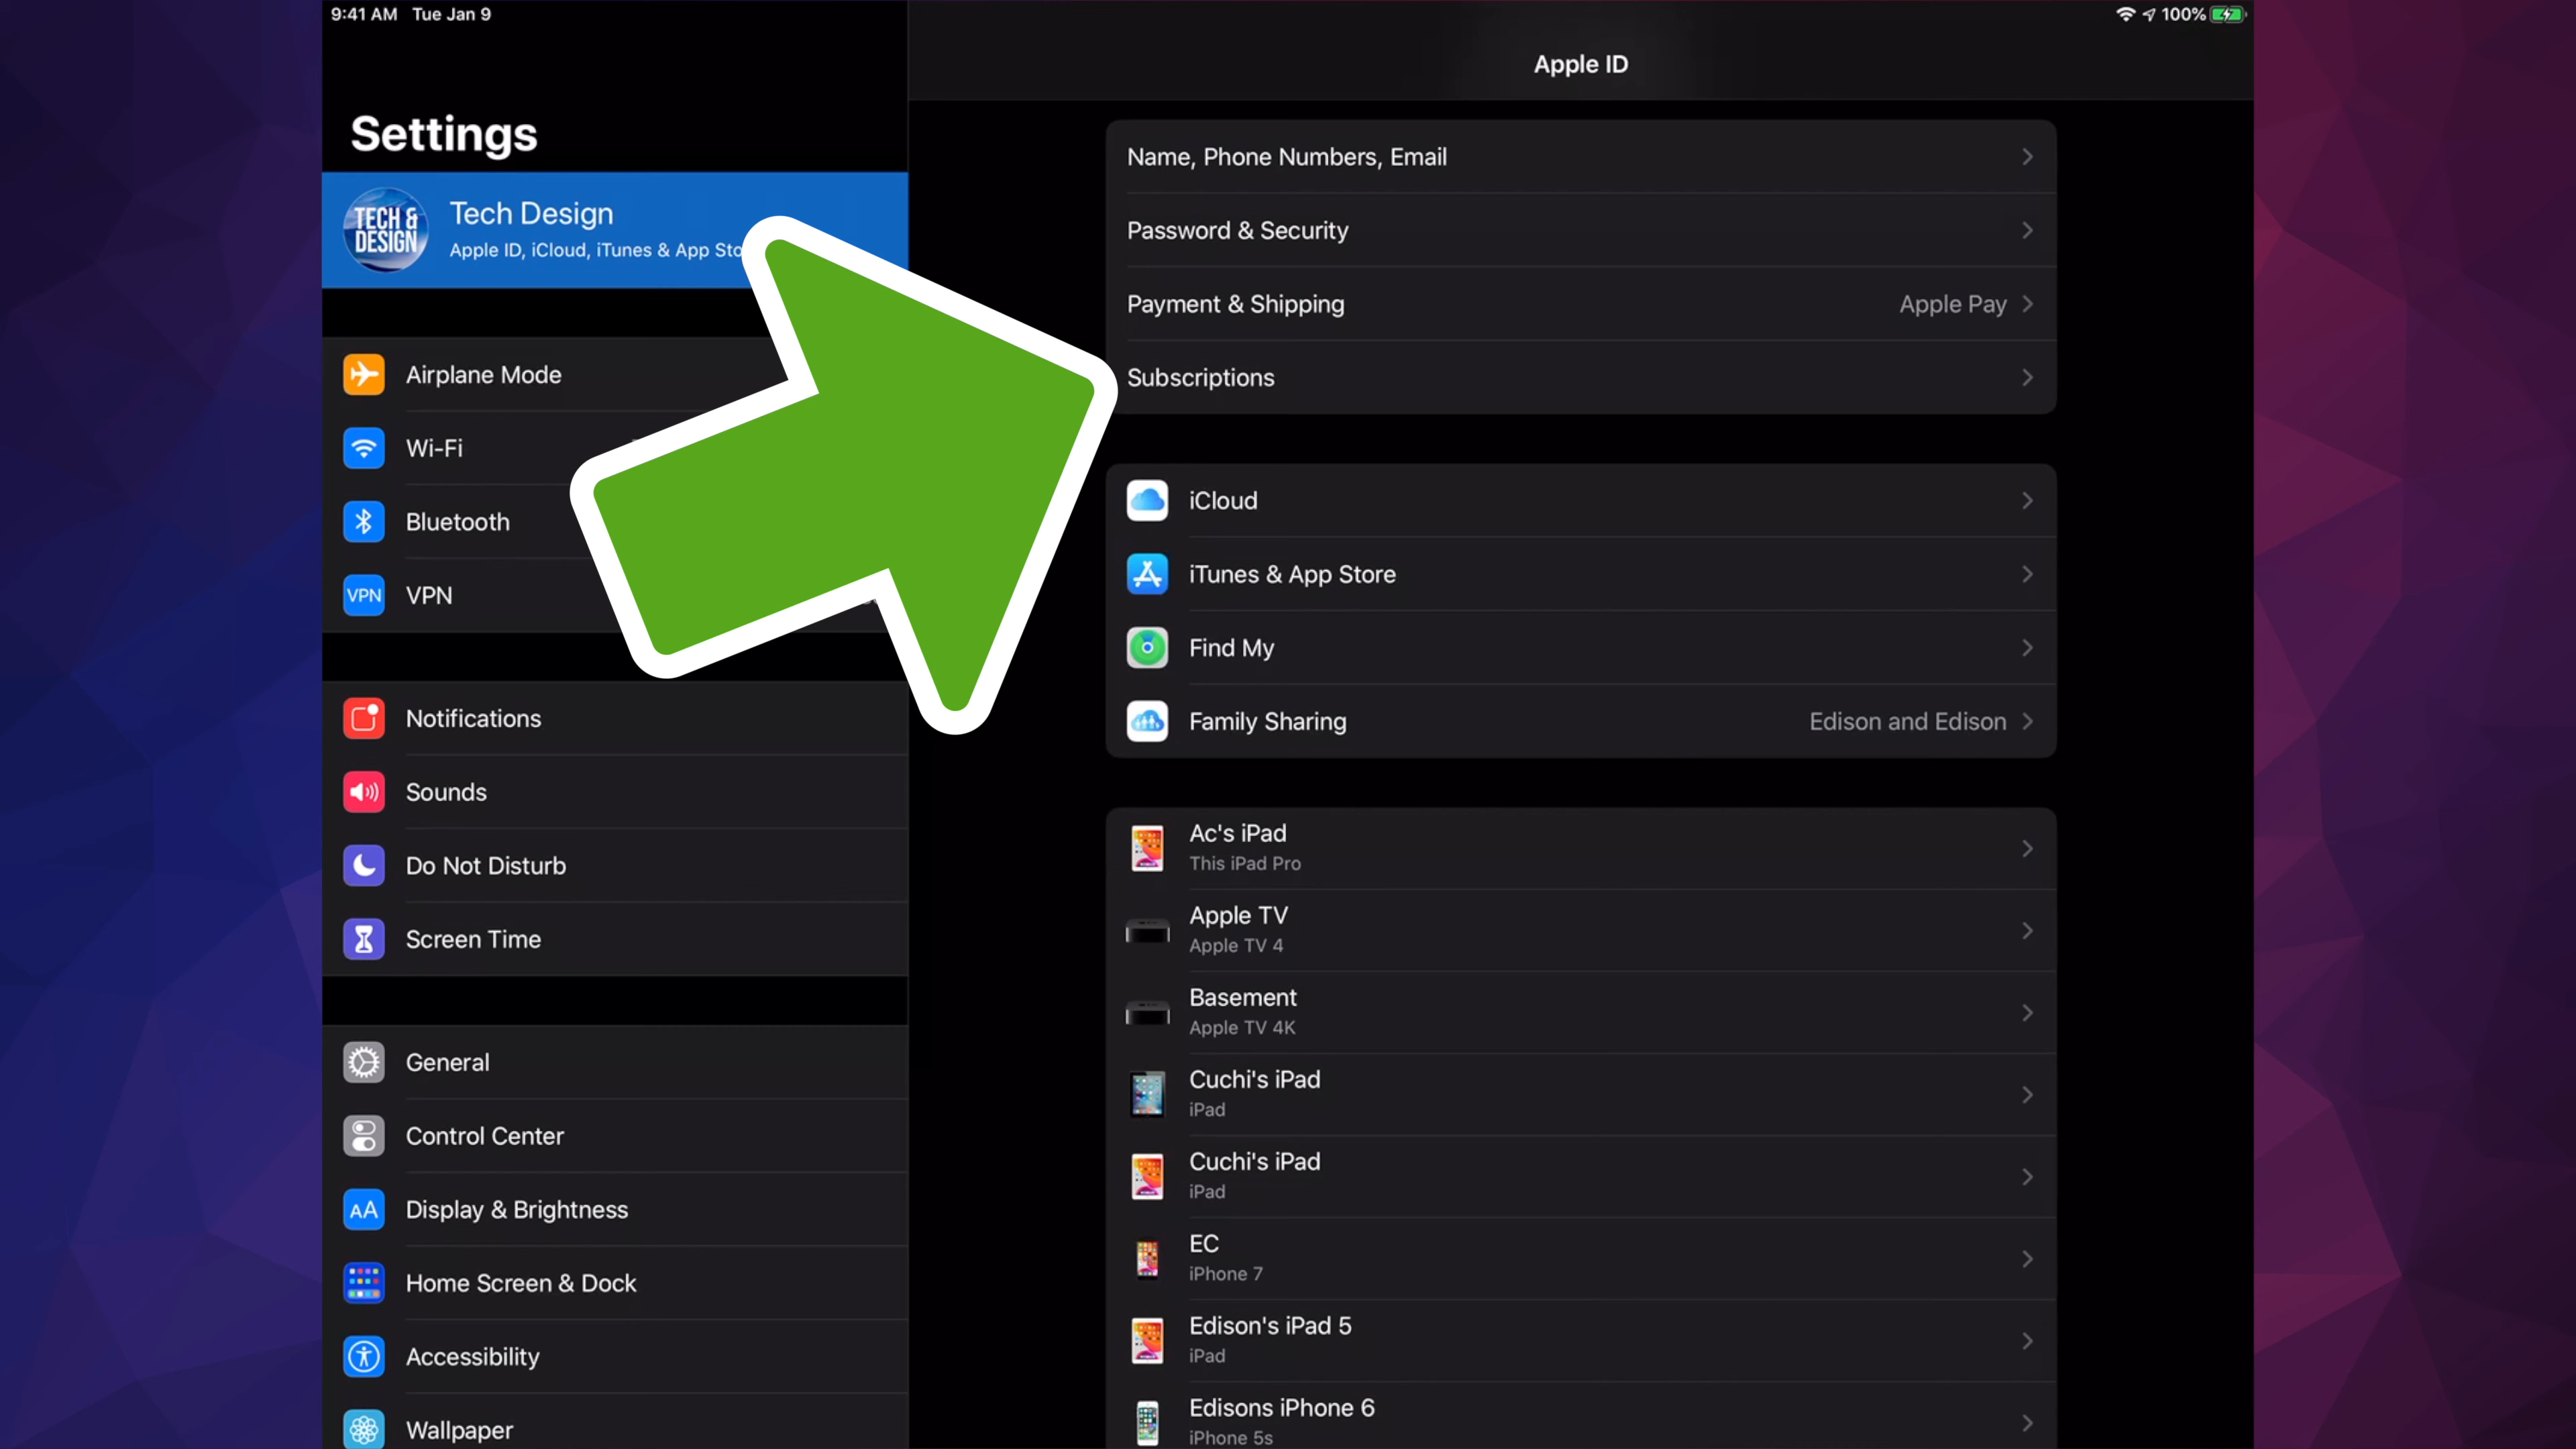 9:41 AM Tue Jan 9
100%
Settings
TECH &
DESIGN
Tech Design
Apple ID, iCloud, iTunes & App
Airplane Mode
Wi-Fi
Bluetooth
VPN VPN
Notifications
Sounds
Do Not Disturb
Screen Time
General
Control Center
AA Display & Brightness
Home Screen & Dock
Accessibility
Wallpaper
Apple ID
Name, Phone Numbers, Email
Password & Security
Payment & Shipping Apple Pay
Subscriptions
iCloud
iTunes & App Store
Find My
Family Sharing Edison and Edison
Ac's iPad
This iPad Pro
Apple TV
Apple TV 4
Basement
Apple TV 4K
Cuchi's iPad
iPad
Cuchi's iPad
iPad
EC
iPhone 7
Edison's iPad 5
iPad
Edisons iPhone 6
iPhone 5s